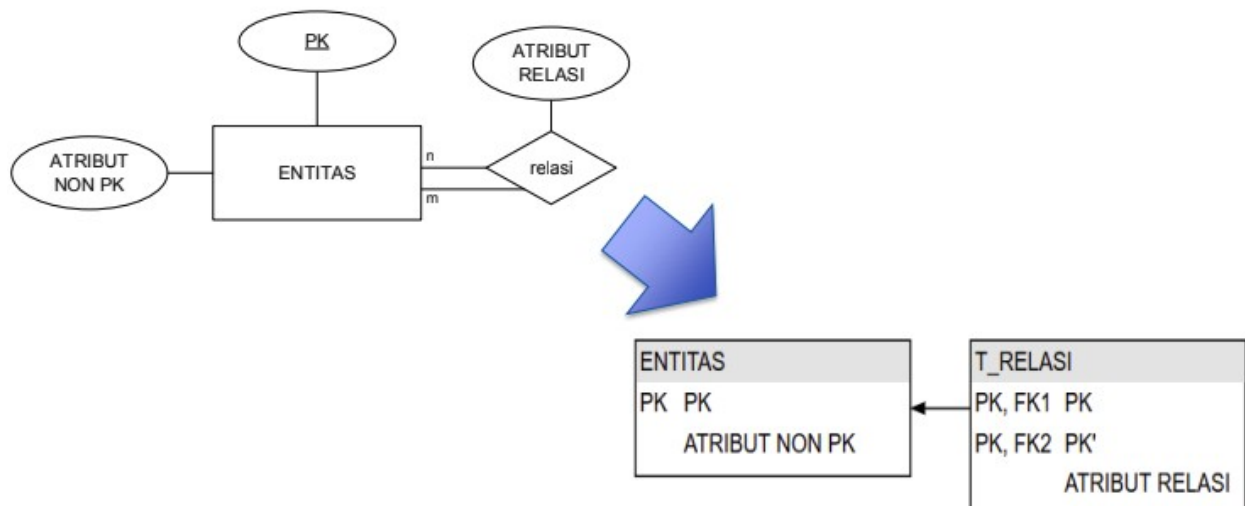 PK
ATRIBUT
RELASI
ATRIBUT
NON PK
ENTITAS
n
m
relasi
ENTITAS
PK PK
ATRIBUT NON PK
T_RELASI
PK, FK1 PK
PK, FK2 PK'
ATRIBUT RELASI